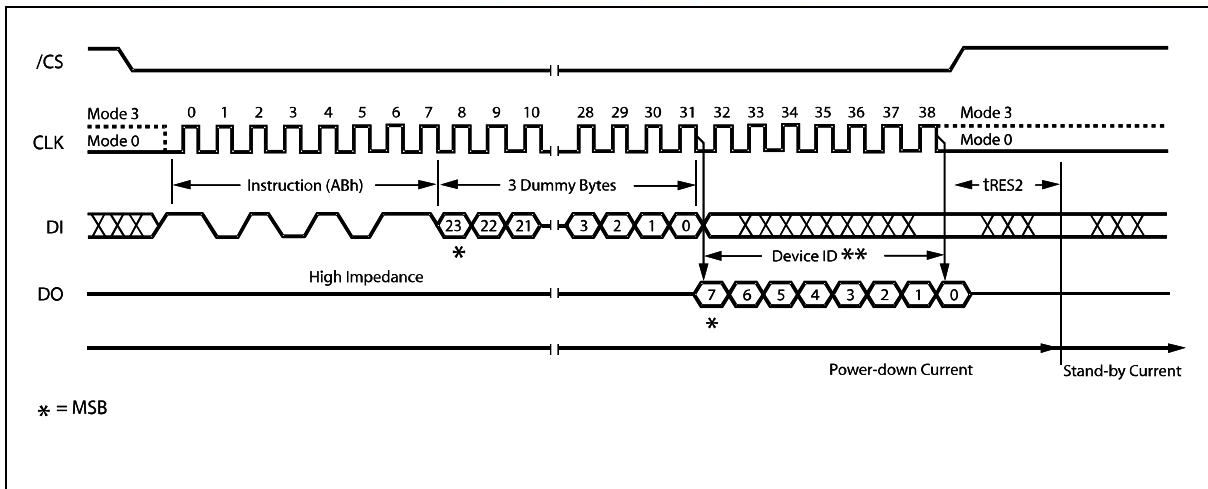 /CS
Mode 3 0 1 2 3 4 5 6 7 8 9 10 28 29 30 31 32 33 34 35 36 37 38 Mode 3
CLK Mode 0 Mode 0
Instruction (ABh) 3 Dummy Bytes tRES2
DI 23 22 21 3 2 1 0
* Device ID **
High Impedance
DO 7 6 5 4 3 2 1 0
*
Power-down Current Stand-by Current
* = MSB